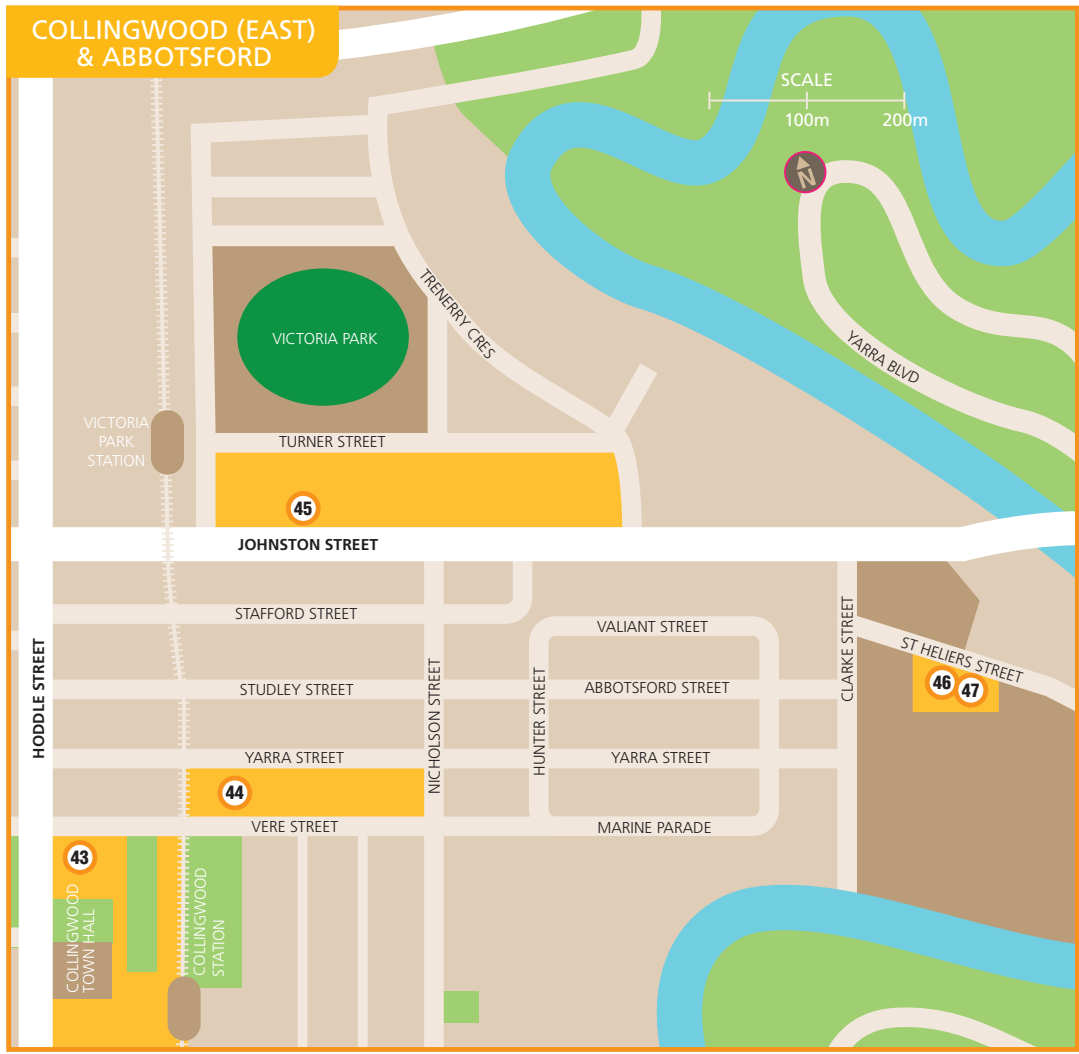 COLLINGWOOD (EAST)
& ABBOTSFORD
SCALE
100m
200m
N
TRENERRY CRES
VICTORIA PARK
YARRA BLVD
VICTORIA
PARK
STATION
TURNER STREET
45
JOHNSTON STREET
STAFFORD STREET
VALIANT STREET
CLARKE STREET
ST HELIERS STREET
HODDLE STREET
STUDLEY STREET
NICHOLSON STREET
HUNTER STREET
ABBOTSFORD STREET
46
47
YARRA STREET
YARRA STREET
44
VERE STREET
MARINE PARADE
43
COLLINGWOOD
TOWN HALL
COLLINGWOOD
STATION